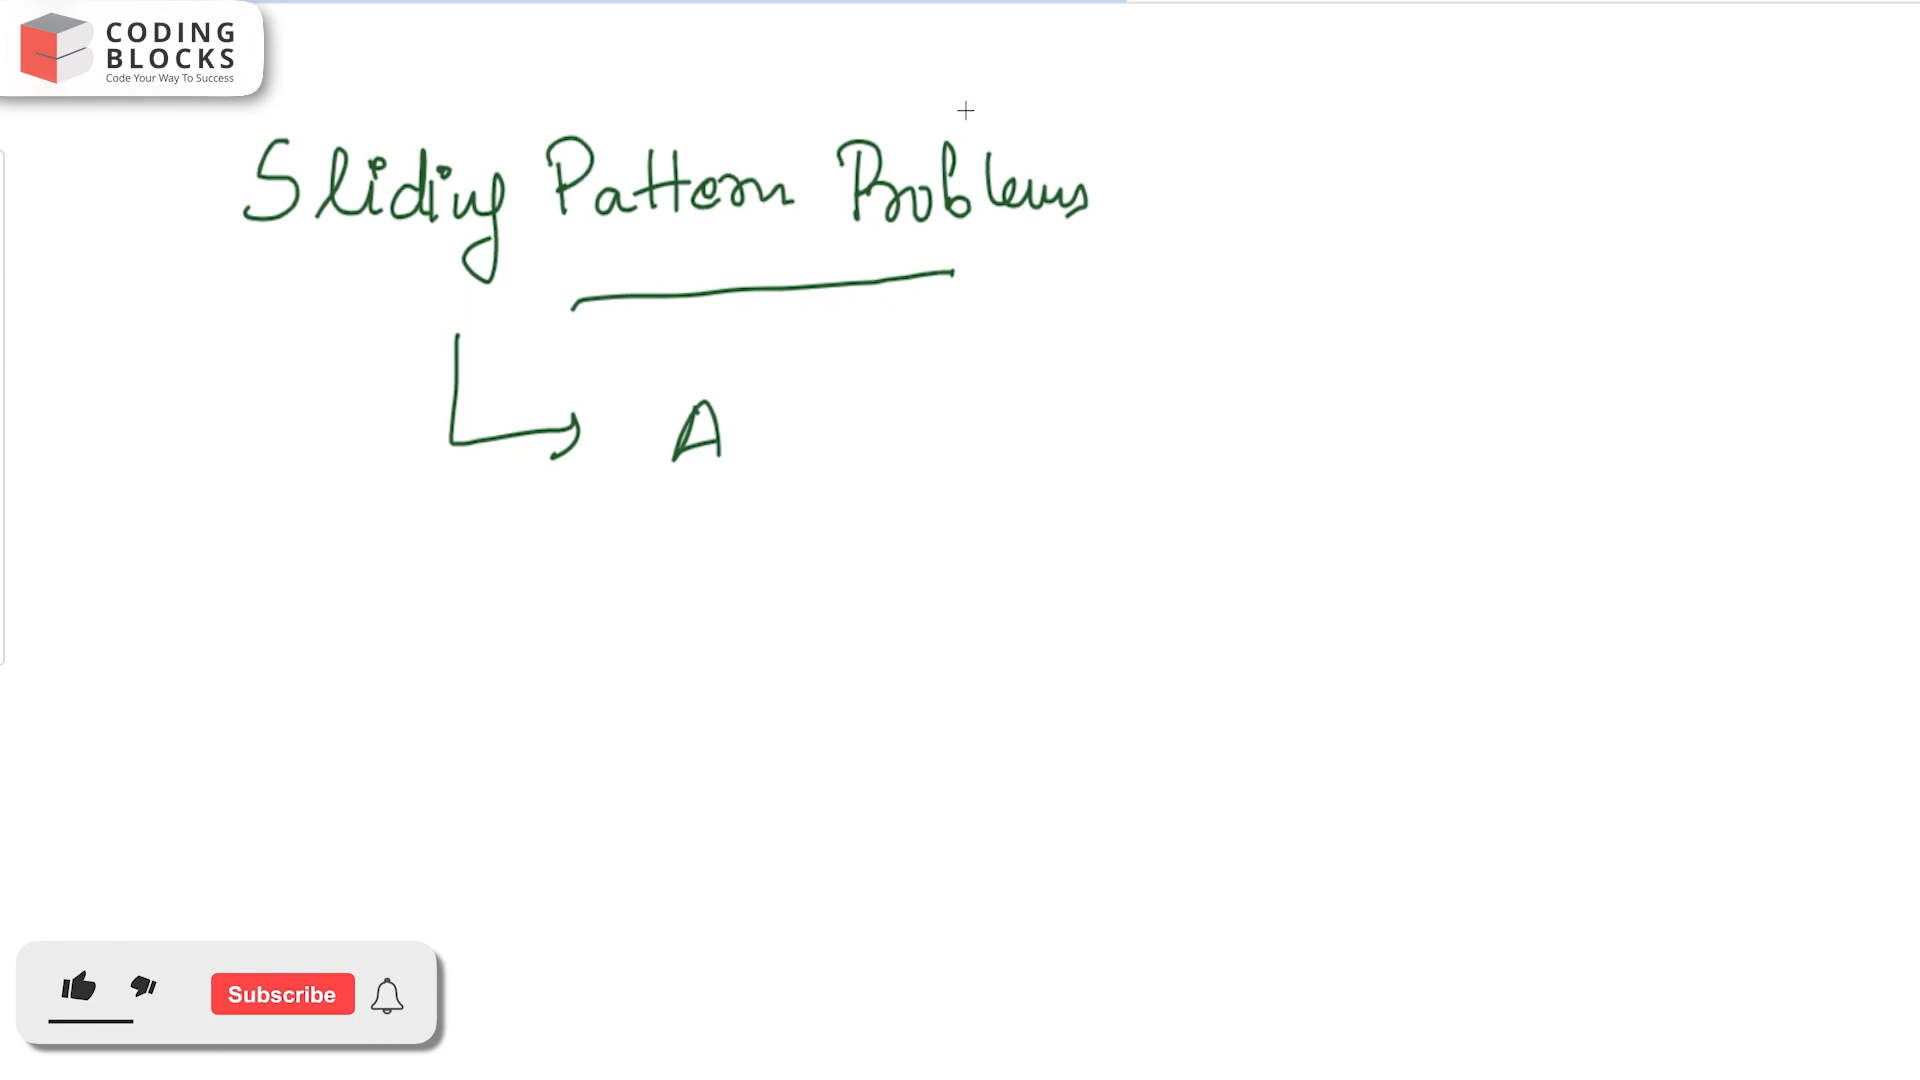 CODING
BLOCKS
Code Your Way To Success
Sliding Pattern Problems
A
Subscribe